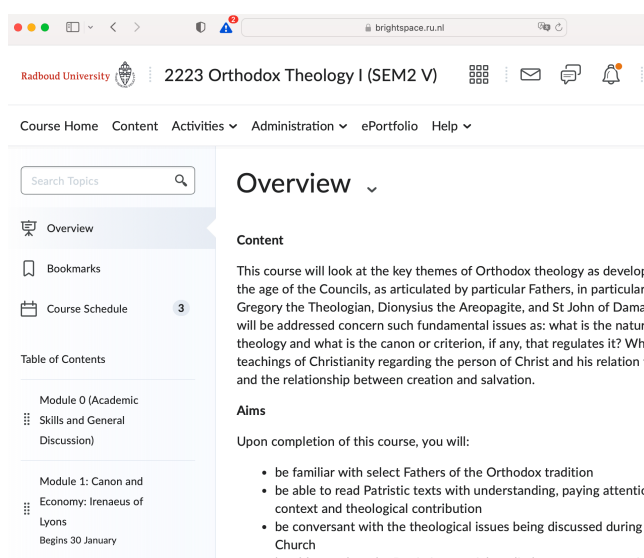 2
brightspace.ru.nl
Radboud University
2223 Orthodox Theology I (SEM2 V)
Course Home Content Activities Administration ePortfolio Help
Search Topics
Overview
Bookmarks
Course Schedule 3
Table of Contents
Module 0 (Academic
Skills and General
Discussion)
Module 1: Canon and
Economy: Irenaeus of
Lyons
Begins 30 January
Overview
Content
This course will look at the key themes of Orthodox theology as develop
the age of the Councils, as articulated by particular Fathers, in particular
Gregory the Theologian, Dionysius the Areopagite, and St John of Dama
will be addressed concern such fundamental issues as: what is the natur
theology and what is the canon or criterion, if any, that regulates it? Wh
teachings of Christianity regarding the person of Christ and his relation
and the relationship between creation and salvation.
Aims
Upon completion of this course, you will:
• be familiar with select Fathers of the Orthodox tradition
• be able to read Patristic texts with understanding, paying attentio
context and theological contribution
• be conversant with the theological issues being discussed during
Church